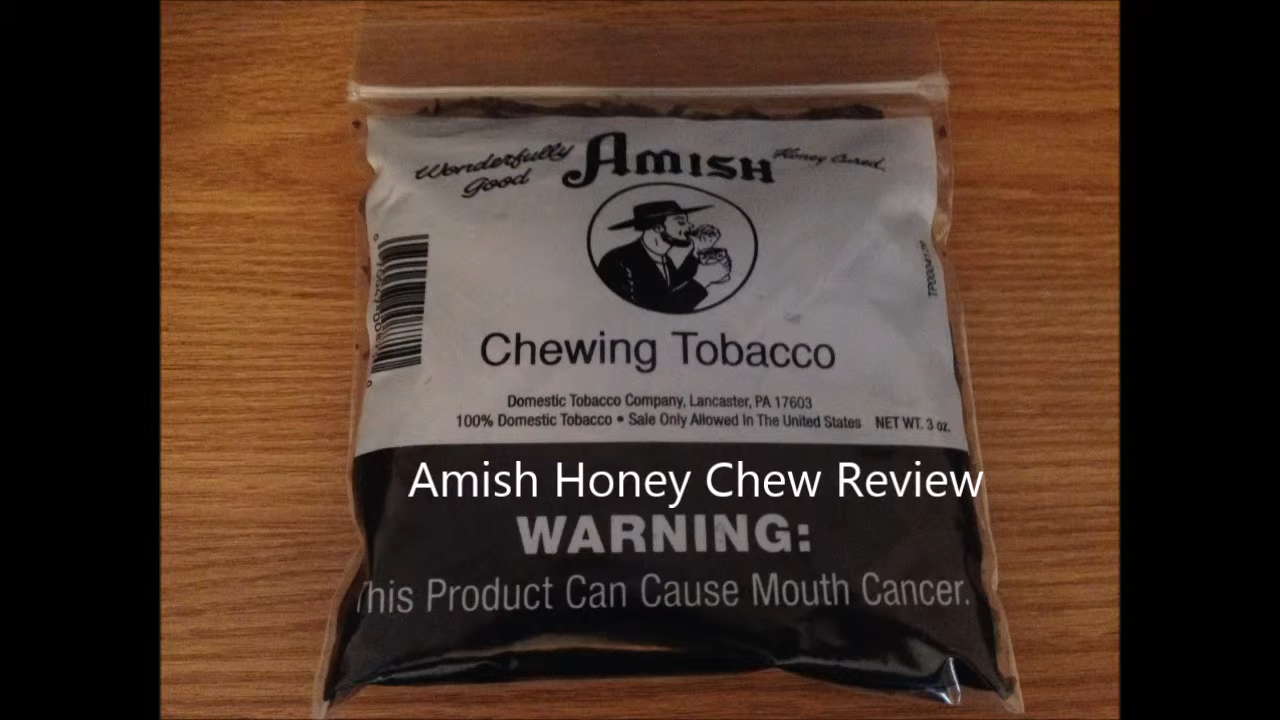 Wonderfully Good
AMISH
Honey Cured
Chewing Tobacco
Domestic Tobacco Company, Lancaster, PA 17603
100% Domestic Tobacco • Sale Only Allowed In The United States NET WT. 3 oz.
Amish Honey Chew Review
WARNING:
This Product Can Cause Mouth Cancer.